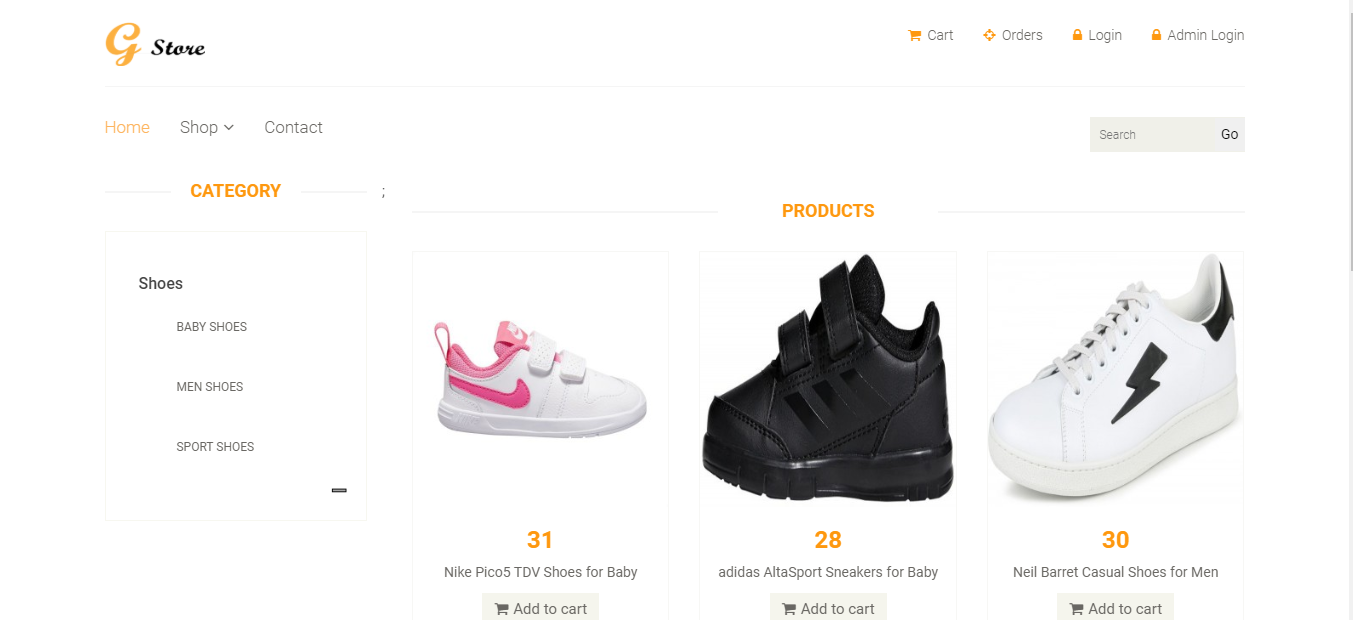 G Store
Cart Orders Login Admin Login
Home Shop Contact
Search Go
CATEGORY ;
PRODUCTS
Shoes
BABY SHOES
MEN SHOES
SPORT SHOES
31
Nike Pico5 TDV Shoes for Baby
Add to cart
28
adidas AltaSport Sneakers for Baby
Add to cart
30
Neil Barret Casual Shoes for Men
Add to cart